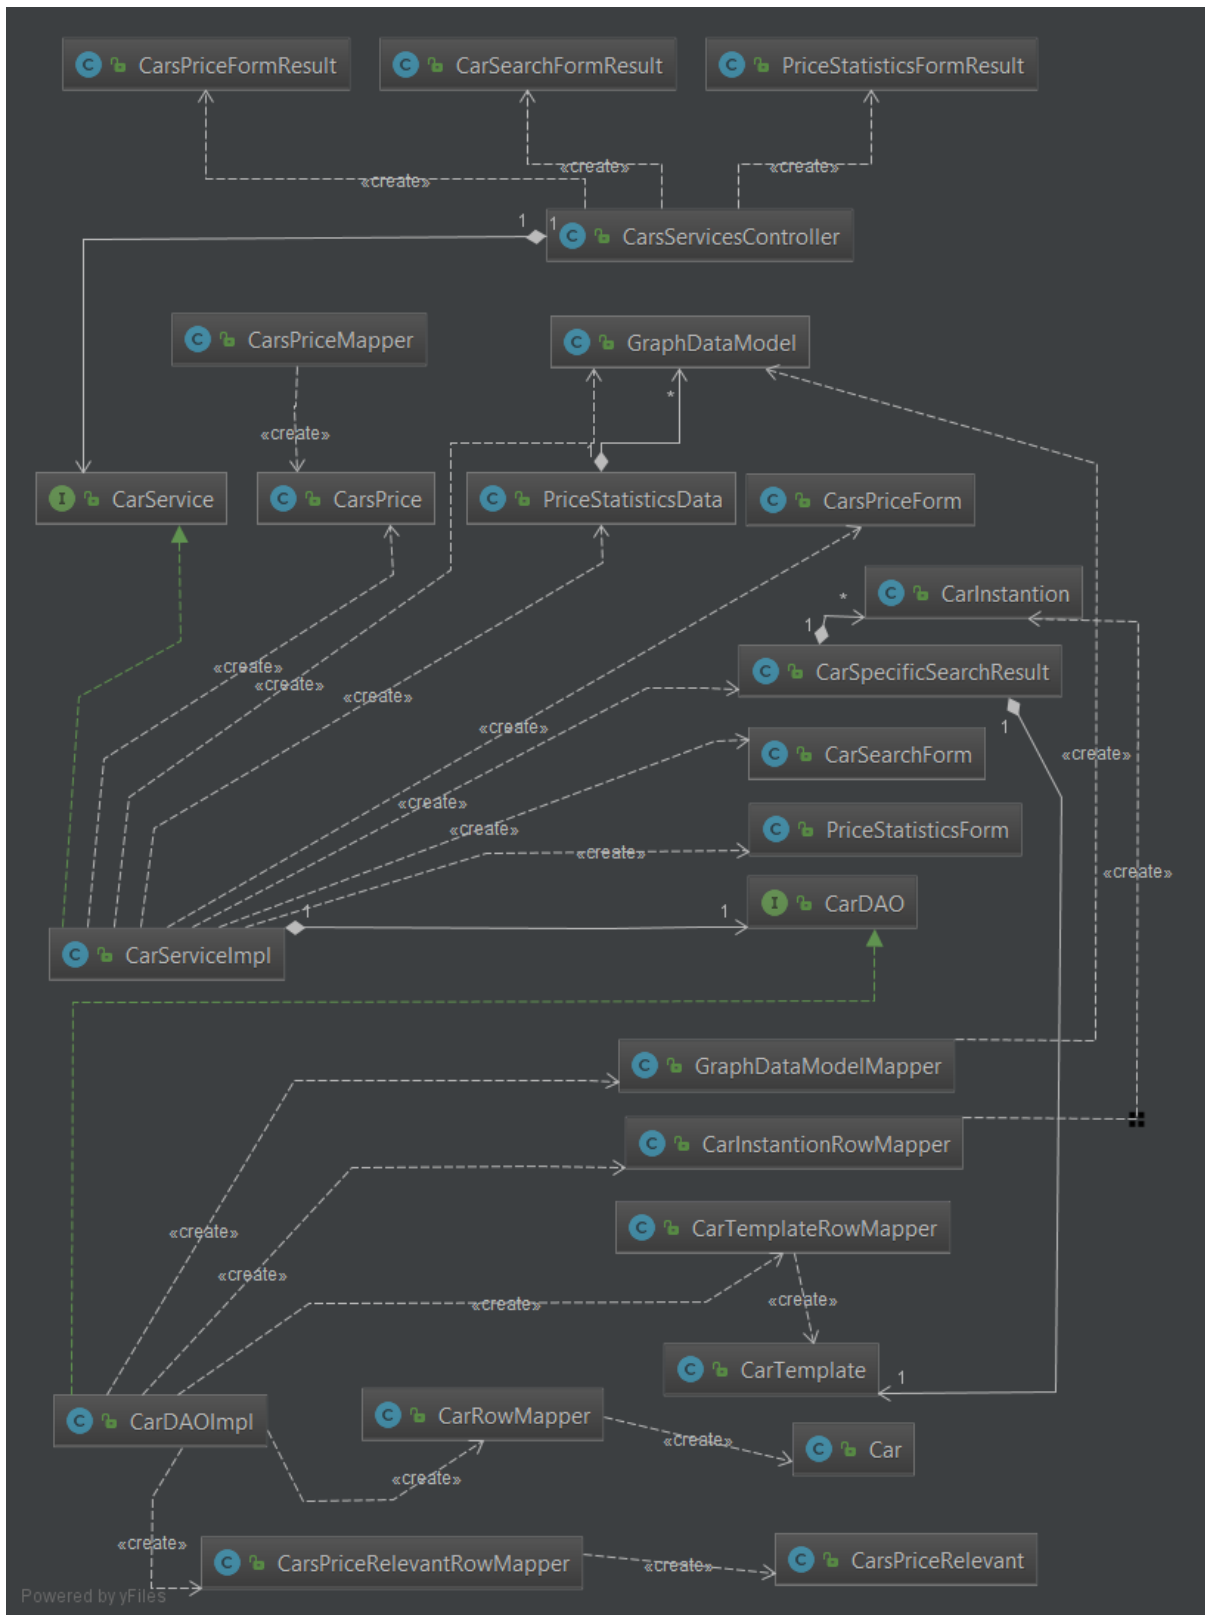 CarsPriceFormResult
CarSearchFormResult
PriceStatisticsFormResult
«create»
«create»
«create»
1
1
CarsServicesController
CarsPriceMapper
GraphDataModel
*
«create»
1
CarService
CarsPrice
PriceStatisticsData
CarsPriceForm
CarInstantion
*
1
«create»
«create»
«create»
CarSpecificSearchResult
«create»
1
CarSearchForm
«create»
«create»
«create»
PriceStatisticsForm
«create»
«create»
CarDAO
1
1
CarServiceImpl
GraphDataModelMapper
CarInstantionRowMapper
«create»
CarTemplateRowMapper
«create»
«create»
«create»
CarTemplate
1
CarDAOImpl
CarRowMapper
«create»
Car
«create»
«create»
CarsPriceRelevantRowMapper
«create»
CarsPriceRelevant
Powered by yFiles